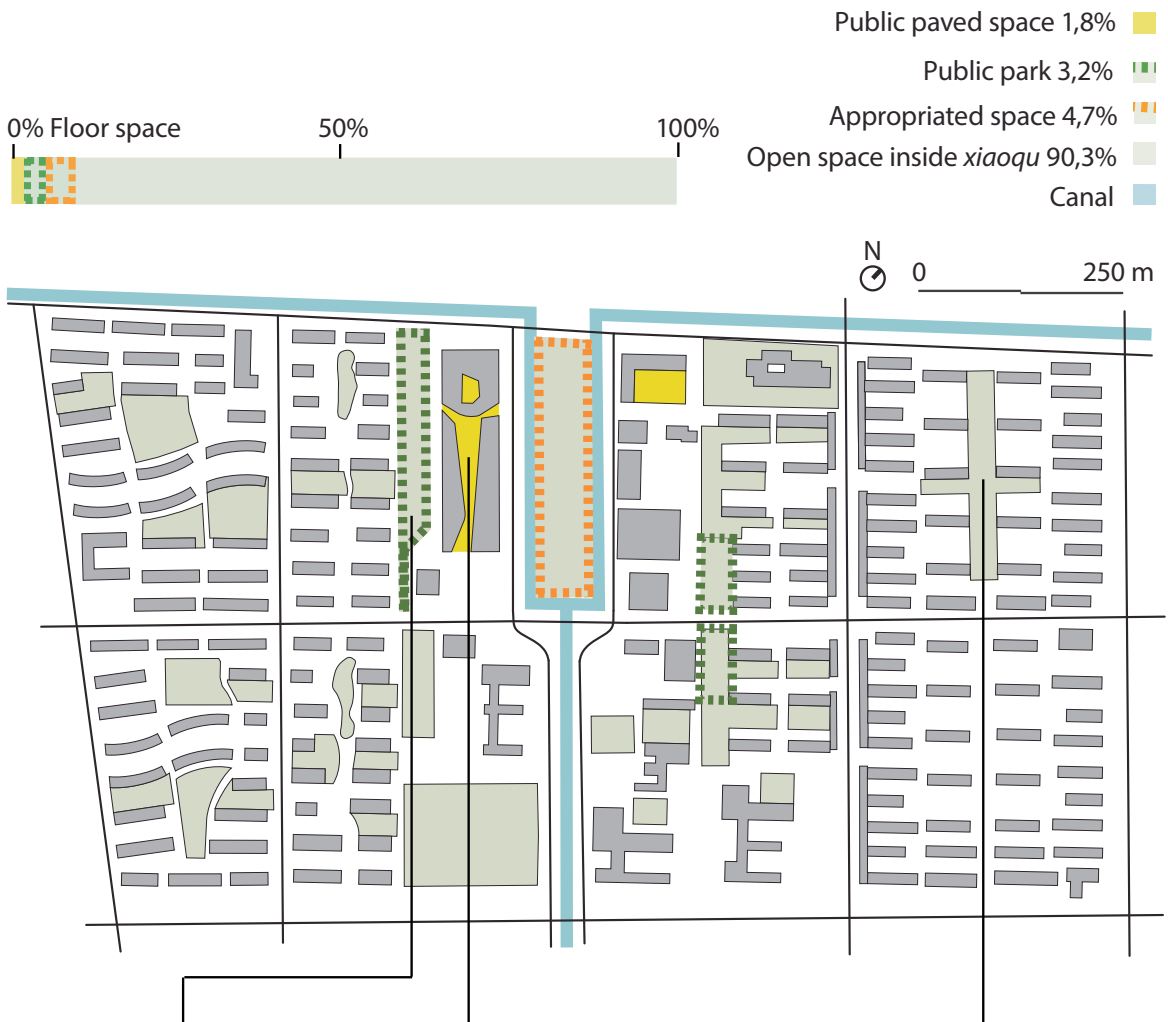 Public paved space 1,8%
Public park 3,2%
Appropriated space 4,7%
Open space inside xiaoqu 90,3%
Canal
0% Floor space 50% 100%
N
0 250 m